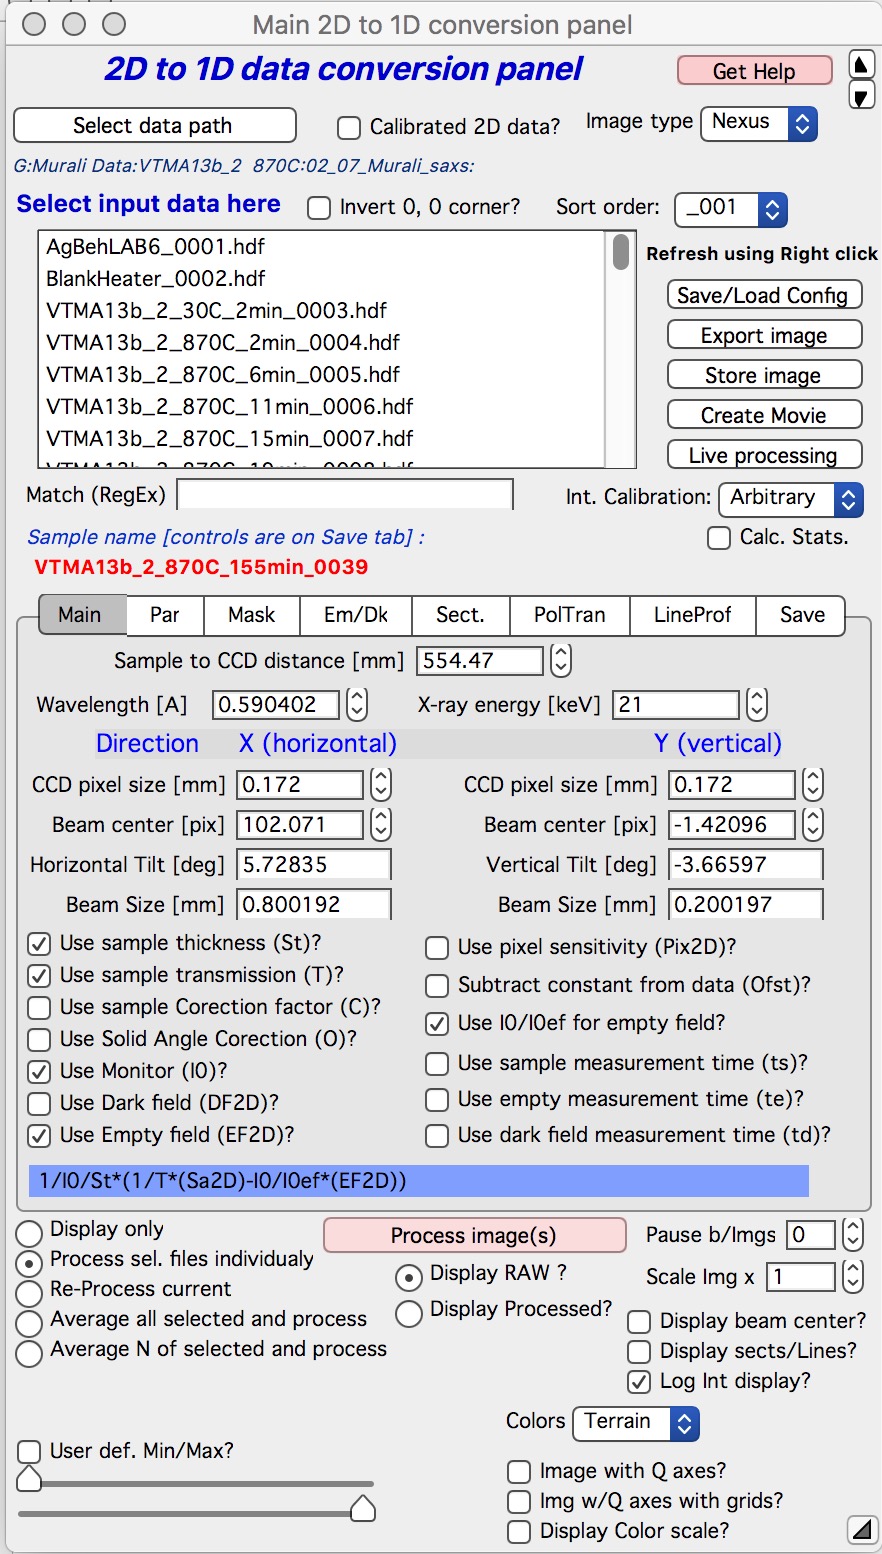 Main 2D to 1D conversion panel
2D to 1D data conversion panel
Get Help
Select data path
Calibrated 2D data?
Image type
Nexus
G:Murali Data:VTMA13b_2 870C:02_07_Murali_saxs:
Select input data here
Invert 0, 0 corner?
Sort order:
_001
AgBehLAB6_0001.hdf
BlankHeater_0002.hdf
VTMA13b_2_30C_2min_0003.hdf
VTMA13b_2_870C_2min_0004.hdf
VTMA13b_2_870C_6min_0005.hdf
VTMA13b_2_870C_11min_0006.hdf
VTMA13b_2_870C_15min_0007.hdf
Refresh using Right click
Save/Load Config
Export image
Store image
Create Movie
Live processing
Match (RegEx)
Int. Calibration:
Arbitrary
Sample name [controls are on Save tab] :
Calc. Stats.
VTMA13b_2_870C_155min_0039
Main
Par
Mask
Em/Dk
Sect.
PolTran
LineProf
Save
Sample to CCD distance [mm]
554.47
Wavelength [A]
0.590402
X-ray energy [keV]
21
Direction
X (horizontal)
Y (vertical)
CCD pixel size [mm]
0.172
CCD pixel size [mm]
0.172
Beam center [pix]
102.071
Beam center [pix]
-1.42096
Horizontal Tilt [deg]
5.72835
Vertical Tilt [deg]
-3.66597
Beam Size [mm]
0.800192
Beam Size [mm]
0.200197
Use sample thickness (St)?
Use sample transmission (T)?
Use sample Corection factor (C)?
Use Solid Angle Corection (O)?
Use Monitor (I0)?
Use Dark field (DF2D)?
Use Empty field (EF2D)?
Use pixel sensitivity (Pix2D)?
Subtract constant from data (Ofst)?
Use I0/I0ef for empty field?
Use sample measurement time (ts)?
Use empty measurement time (te)?
Use dark field measurement time (td)?
1/I0/St*(1/T*(Sa2D)-I0/I0ef*(EF2D))
Display only
Process sel. files individualy
Re-Process current
Average all selected and process
Average N of selected and process
Process image(s)
Display RAW ?
Display Processed?
Pause b/Imgs
0
Scale Img x
1
Display beam center?
Display sects/Lines?
Log Int display?
Colors
Terrain
User def. Min/Max?
Image with Q axes?
Img w/Q axes with grids?
Display Color scale?